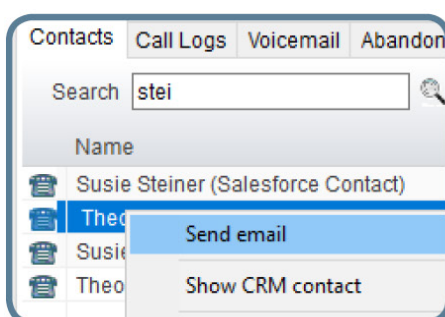 Contacts Call Logs Voicemail Abandon
Search stei
Name
Susie Steiner (Salesforce Contact)
Theo
Send email
Susie
Theo Show CRM contact